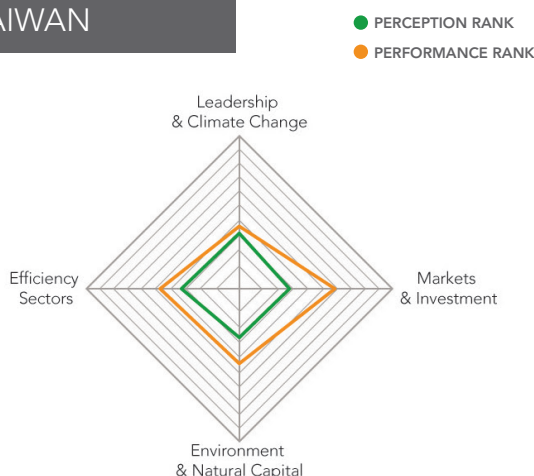 AIWAN
PERCEPTION RANK
PERFORMANCE RANK
Leadership
& Climate Change
Efficiency
Sectors
Markets
& Investment
Environment
& Natural Capital